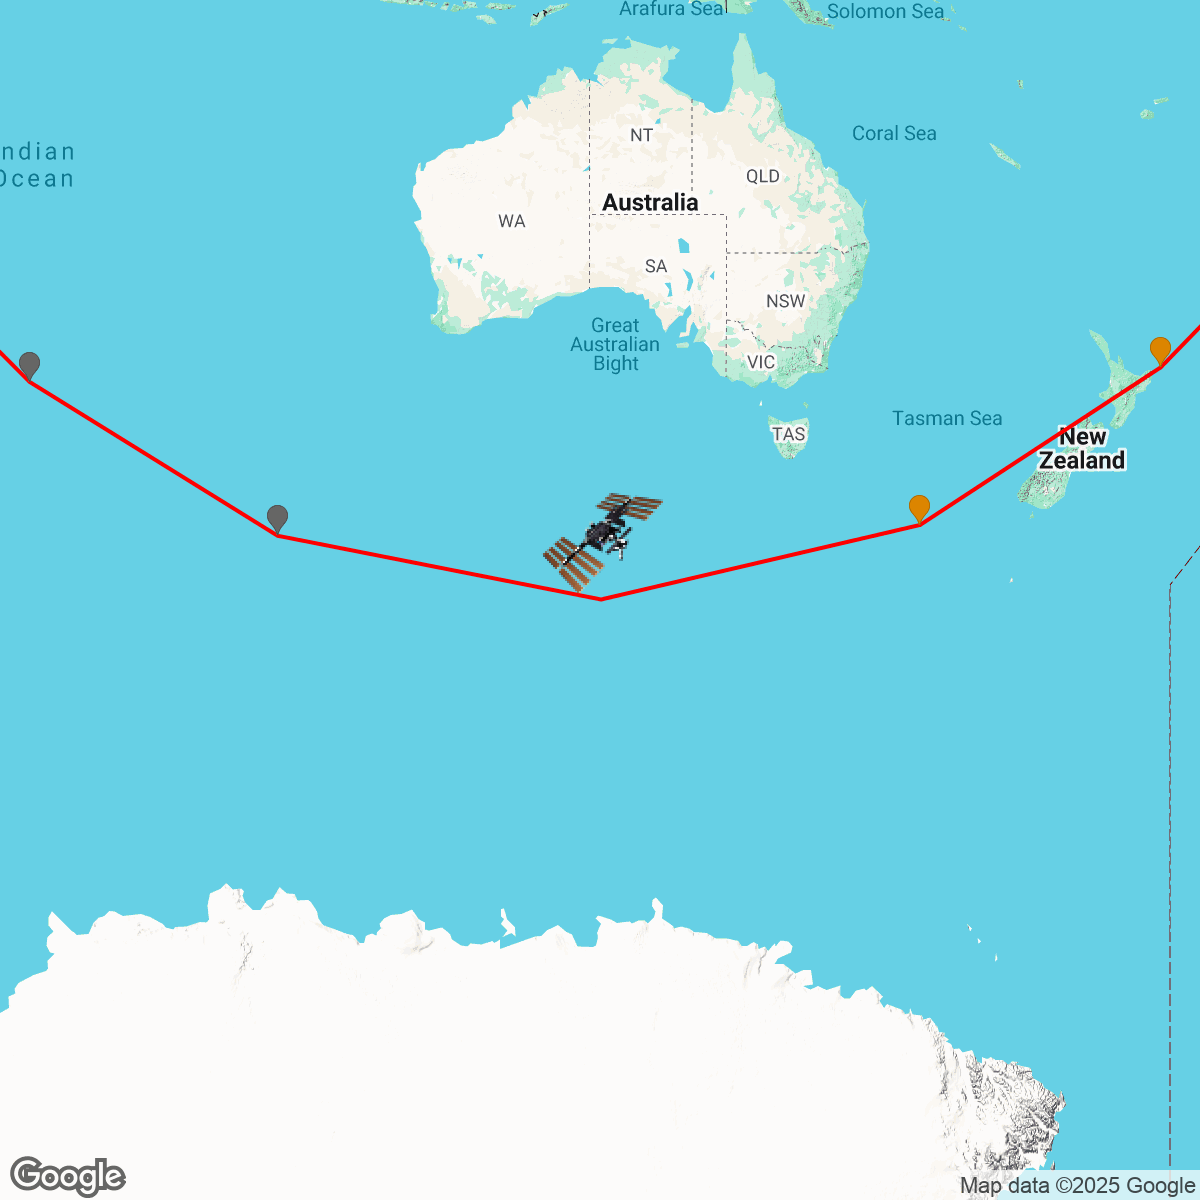 Arafura Sea
Solomon Sea
NT
Coral Sea
ndian
Ocean
QLD
Australia
WA
SA
NSW
Great
Australian
Bight
VIC
Tasman Sea
TAS
New
Zealand
Google
Map data ©2025 Google